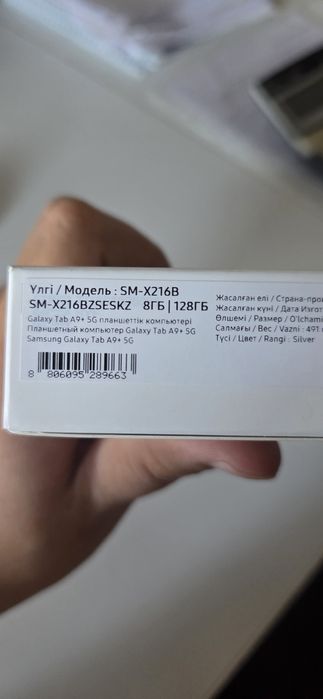 Үлгі / Модель : SM-X216B
SM-X216BZSESKZ 8ГБ | 128ГБ
Galaxy Tab A9+ 5G планшеттік компьютері
Планшетный компьютер Galaxy Tab A9+ 5G
Samsung Galaxy Tab A9+ 5G
8 806095 289663
Жасалған елі / Страна-про
Жасалған күні / Дата Изгот
Өлшемі / Размер / O'lchami
Салмағы / Вес / Vazni : 491
Түсі / Цвет / Rangi : Silver